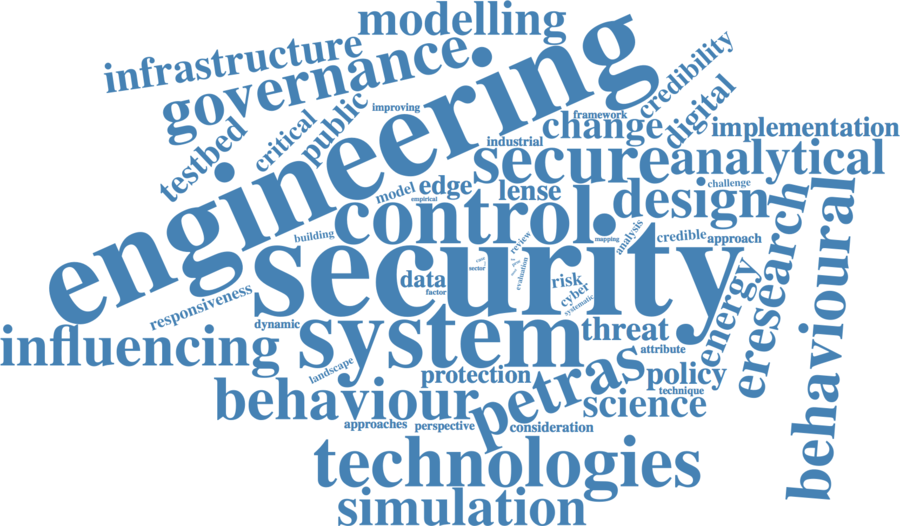 modelling
infrastructure
governance
engineering
credibility
digital
improving
framework
public
critical
testbed
change
implementation
industrial
secure
analytical
model
edge
lense
empirical
challenge
design
control
eresearch
behavioural
building
security
review
mapping
analysis
credible
approach
case
sector
evaluation
data
factor
risk
cyber
systematic
energy
responsiveness
dynamic
system
threat
influencing
attribute
landscape
protection
petras
policy
technique
behaviour
science
approaches
perspective
consideration
technologies
simulation